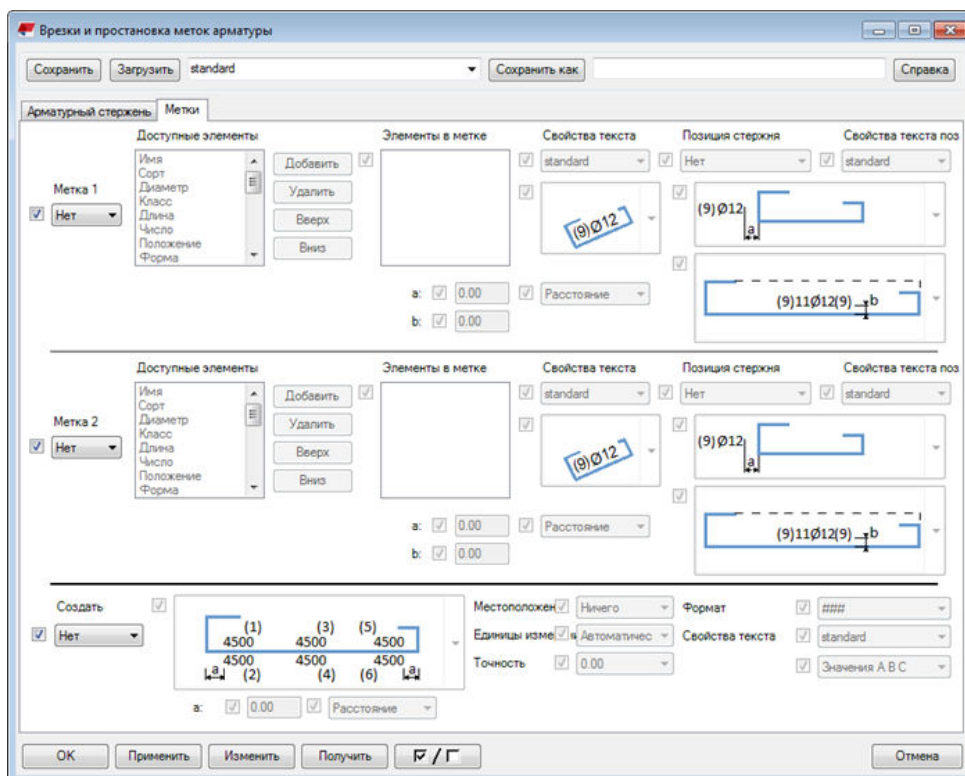 Врезки и простановка меток арматуры
Сохранить Загрузить standard Сохранить как Справка
Арматурный стержень Метки
Доступные элементы Элементы в метке Свойства текста Позиция стержня Свойства текста поз
Метка 1
Нет
Имя
Сорт
Диаметр
Класс
Длина
Число
Положение
Форма
Добавить
Удалить
Вверх
Вниз
standard Нет standard
(9)Ø12
(9)Ø12
a
(9)11Ø12(9) b
a: 0.00 Расстояние
b: 0.00
Доступные элементы Элементы в метке Свойства текста Позиция стержня Свойства текста поз
Метка 2
Нет
Имя
Сорт
Диаметр
Класс
Длина
Число
Положение
Форма
Добавить
Удалить
Вверх
Вниз
standard Нет standard
(9)Ø12
(9)Ø12
a
(9)11Ø12(9) b
a: 0.00 Расстояние
b: 0.00
Создать
Нет
(1) (3) (5)
4500 4500 4500
4500 4500 4500
a (2) (4) (6) a
a: 0.00 Расстояние
Местоположен Ничего Формат ###
Единицы измен Автоматичес Свойства текста standard
Точность 0.00 Значения A B C
OK Применить Изменить Получить / Отмена